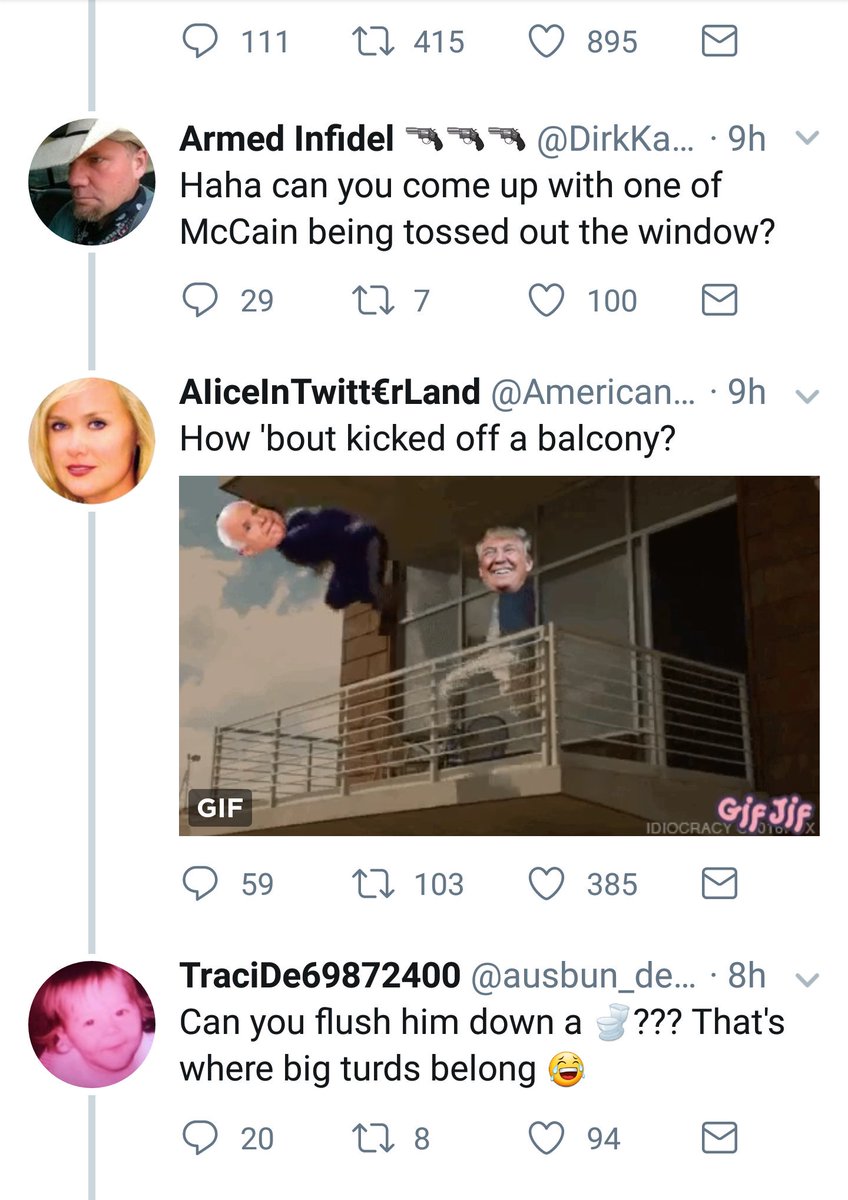 111 415 895
Armed Infidel @DirkKa... · 9h
Haha can you come up with one of
McCain being tossed out the window?
29 7 100
AliceInTwitt€rLand @American... · 9h
How 'bout kicked off a balcony?
GIF
Gif Jif
IDIOCRACY
59 103 385
TraciDe69872400 @ausbun_de... · 8h
Can you flush him down a 🚽??? That's
where big turds belong 😂
20 8 94